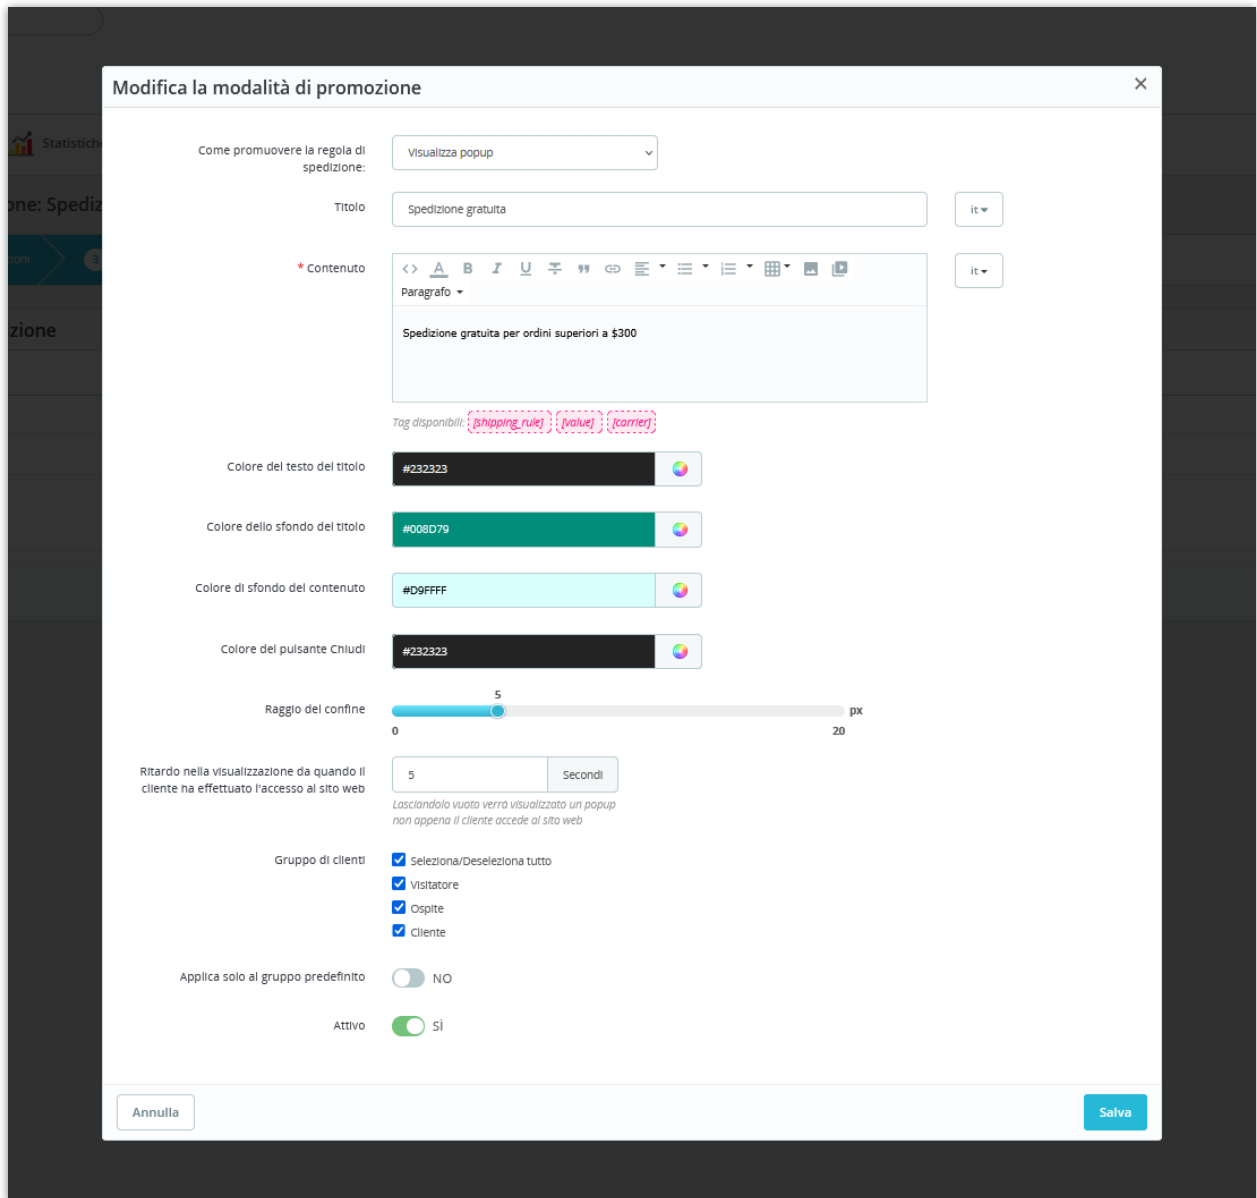 Modifica la modalità di promozione
×
Statistiche
one: Spediz
ioni
3
zione
Come promuovere la regola di
spedizione:
Visualizza popup
Titolo
Spedizione gratuita
it
* Contenuto
Paragrafo
it
Spedizione gratuita per ordini superiori a $300
Tag disponibili: [shipping_rule] [value] [carrier]
Colore del testo del titolo
#232323
Colore dello sfondo del titolo
#008D79
Colore di sfondo del contenuto
#D9FFFF
Colore del pulsante Chiudi
#232323
5
Raggio del confine
px
0 20
Ritardo nella visualizzazione da quando il
cliente ha effettuato l'accesso al sito web
5 Secondi
Lasciandolo vuoto verrà visualizzato un popup
non appena il cliente accede al sito web
Gruppo di clienti
Seleziona/Deseleziona tutto
Visitatore
Ospite
Cliente
Applica solo al gruppo predefinito
NO
Attivo
SÌ
Annulla
Salva